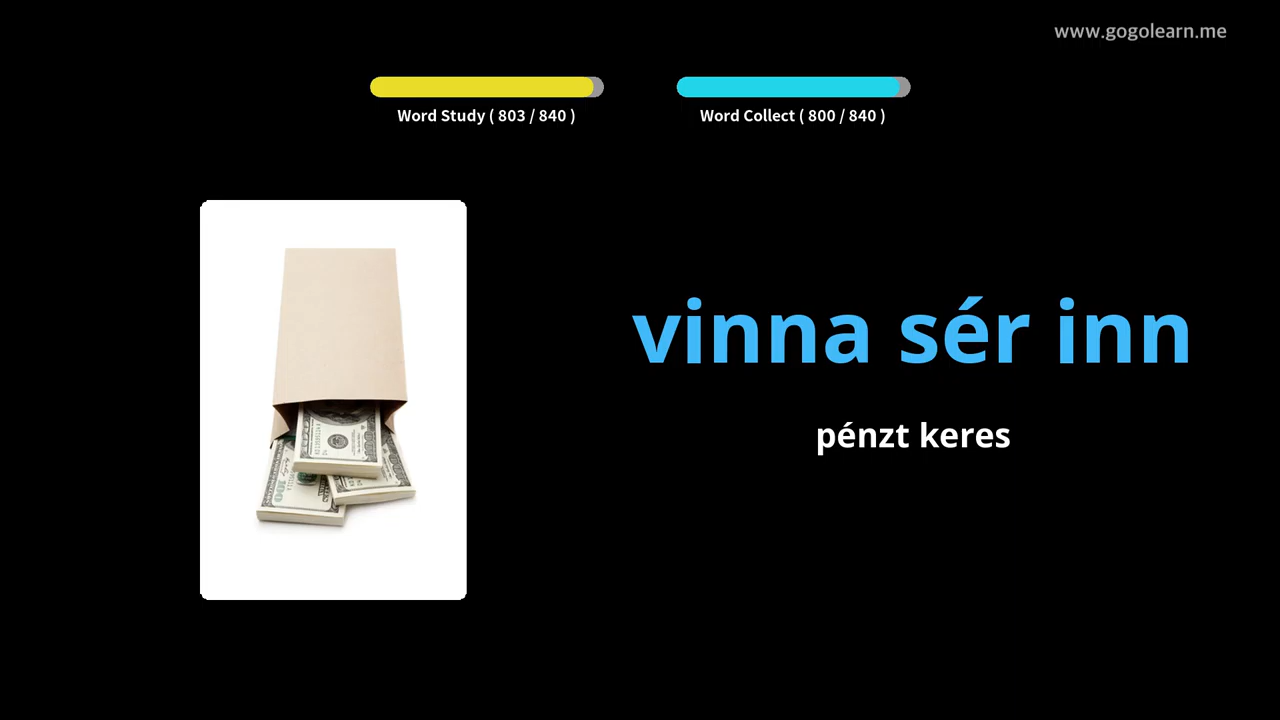 www.gogolearn.me
Word Study ( 803 / 840 )
Word Collect ( 800 / 840 )
vinna sér inn
pénzt keres